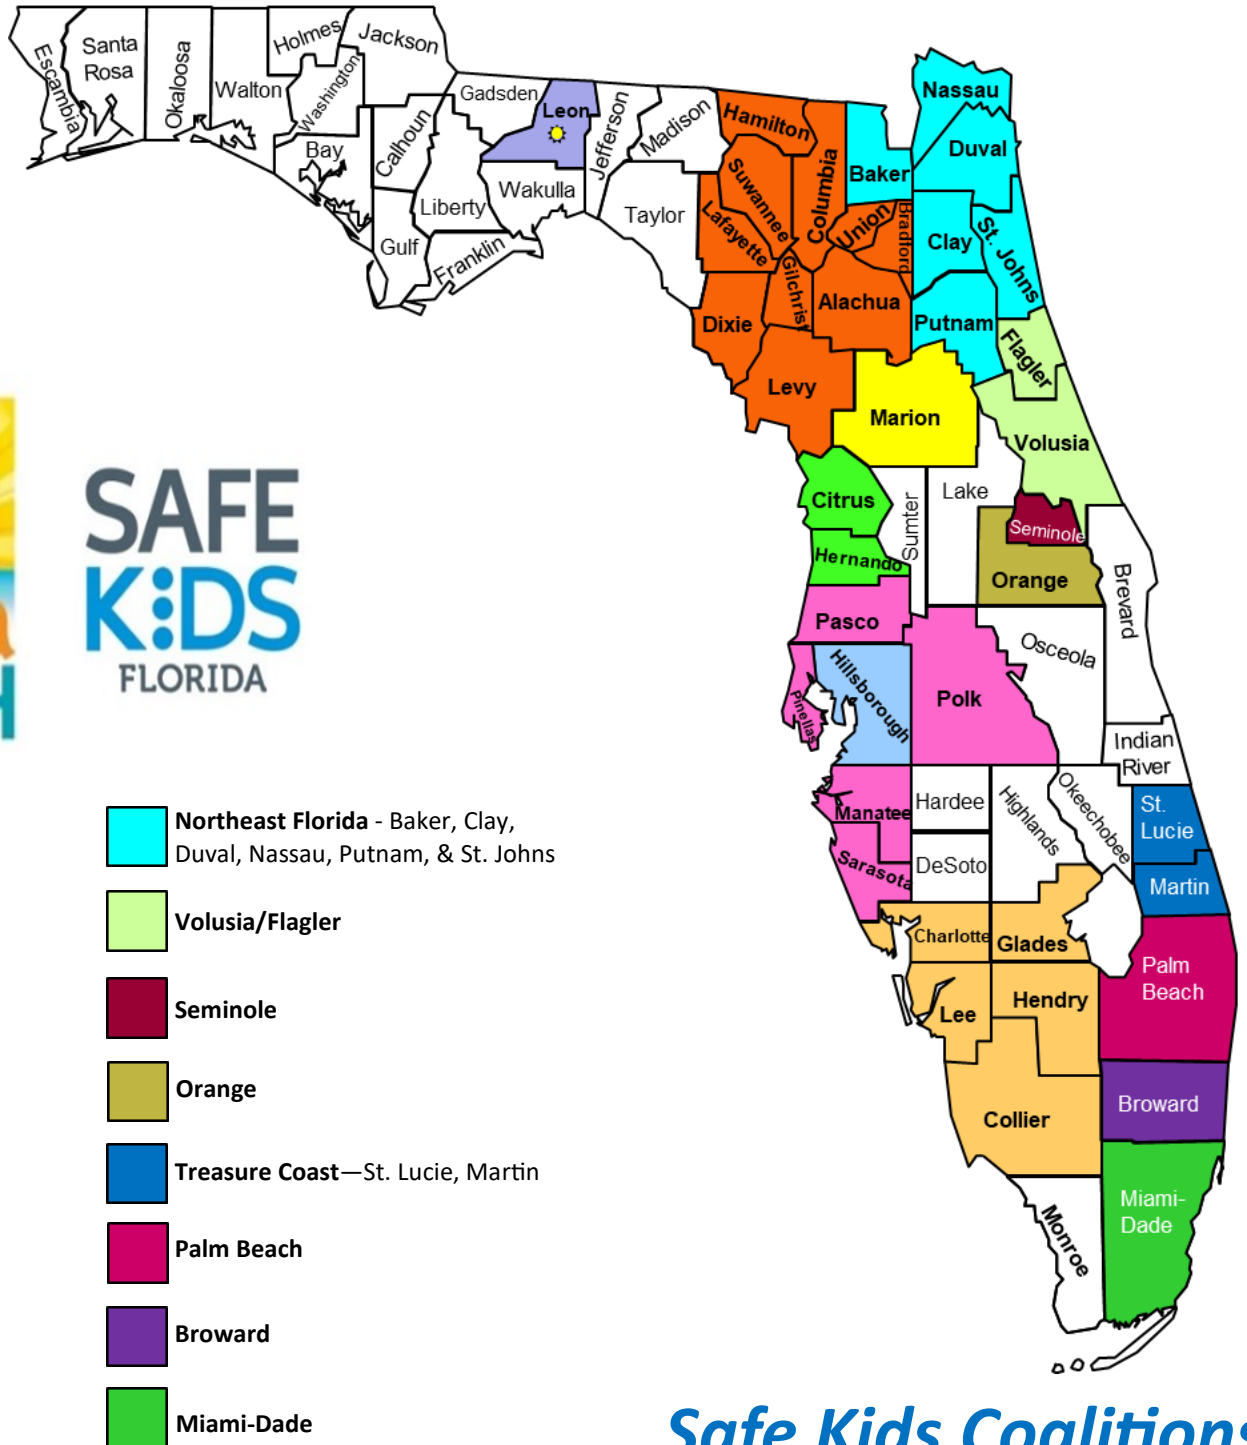 Escambia
Santa
Rosa
Okaloosa
Walton
Holmes
Washington
Jackson
Bay
Calhoun
Gulf
Liberty
Franklin
Gadsden
Leon
Wakulla
Jefferson
Madison
Taylor
Hamilton
Suwannee
Lafayette
Columbia
Baker
Nassau
Duval
Union
Bradford
Clay
St. Johns
Gilchrist
Dixie
Alachua
Putnam
Levy
Flagler
Marion
Volusia
Citrus
Sumter
Lake
Seminole
Hernando
Orange
Brevard
Pasco
Osceola
Pinellas
Hillsborough
Polk
Indian
River
Manatee
Hardee
Highlands
Okeechobee
St.
Lucie
Sarasota
DeSoto
Martin
Charlotte
Glades
Palm
Beach
Lee
Hendry
Broward
Collier
Miami-
Dade
Monroe
SAFE
KIDS
FLORIDA
Northeast Florida - Baker, Clay,
Duval, Nassau, Putnam, & St. Johns
Volusia/Flagler
Seminole
Orange
Treasure Coast—St. Lucie, Martin
Palm Beach
Broward
Miami-Dade
Safe Kids Coalitions